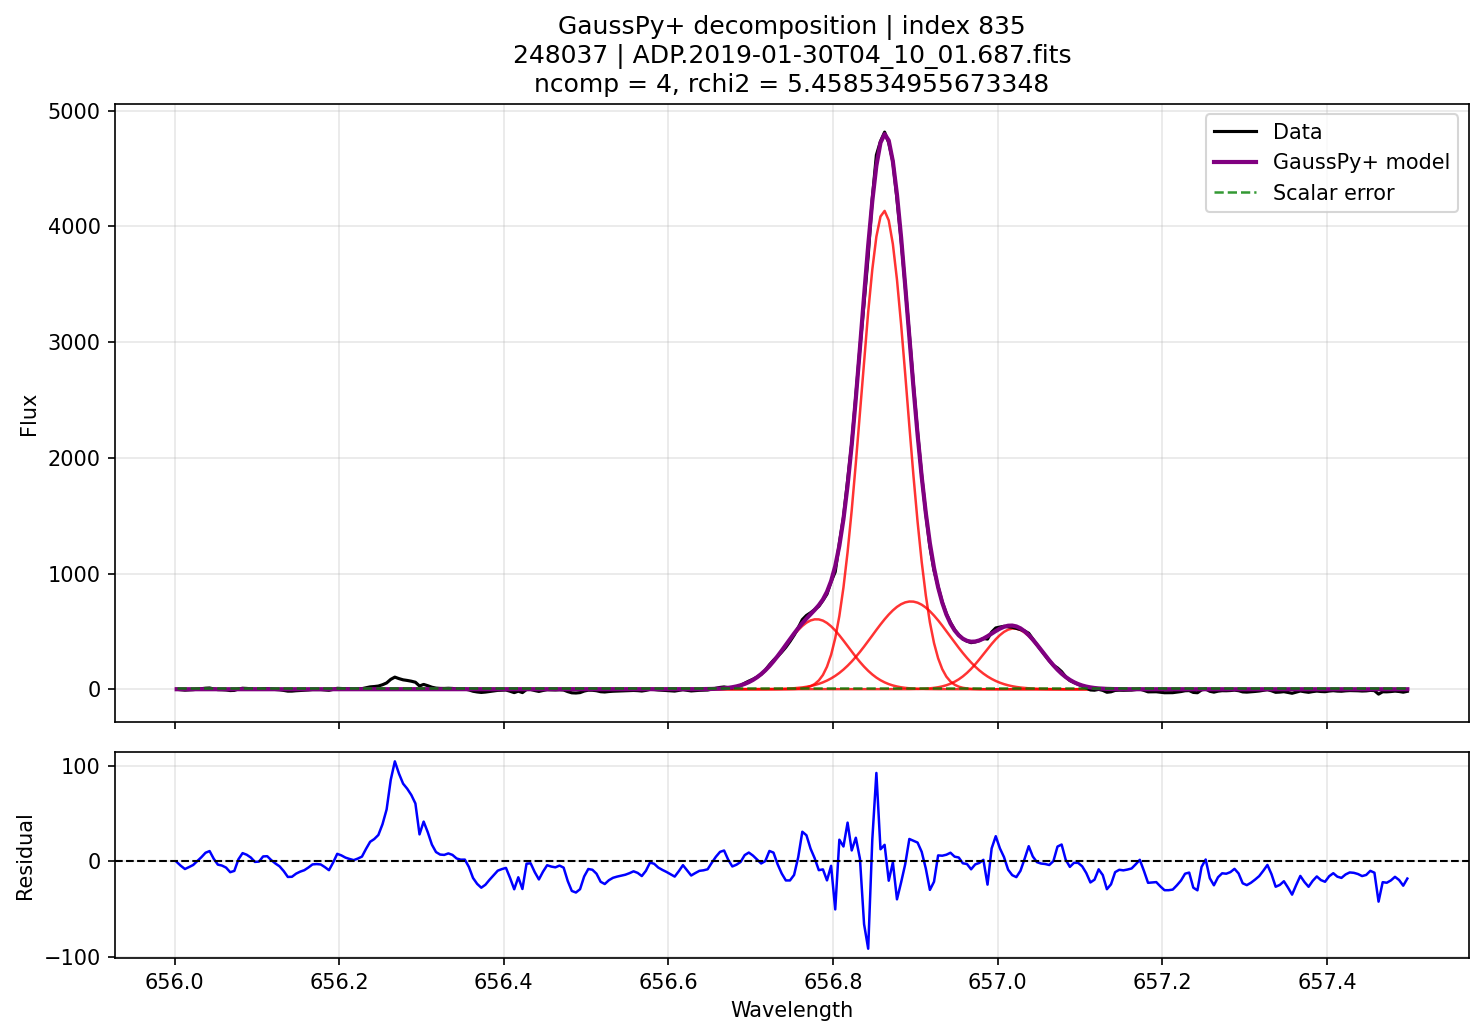 GaussPy+ decomposition | index 835
248037 | ADP.2019-01-30T04_10_01.687.fits
ncomp = 4, rchi2 = 5.458534955673348
Data
GaussPy+ model
Scalar error
Flux
5000
4000
3000
2000
1000
0
Residual
100
0
−100
656.0 656.2 656.4 656.6 656.8 657.0 657.2 657.4
Wavelength